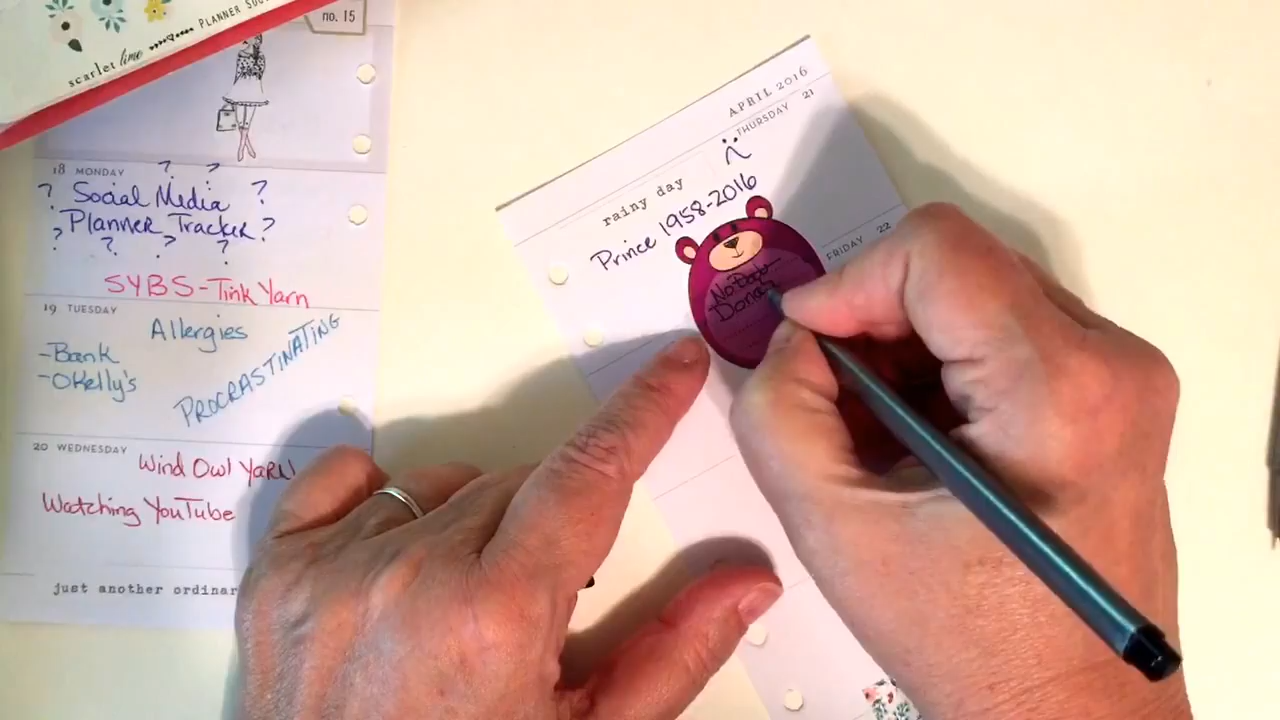 scarlet lime PLANNER
no. 15
18 MONDAY
? ?
? Social Media ?
Planner Tracker?
? ? ? ?
SYBS-Tink Yarn
19 TUESDAY
Allergies
-Bank
-OKelly's
PROCRASTINATING
20 WEDNESDAY
Wind Owl YARN
Watching YouTube
just another ordinar
APRIL 2016
THURSDAY 21
rainy day
Prince 1958-2016
FRIDAY 22